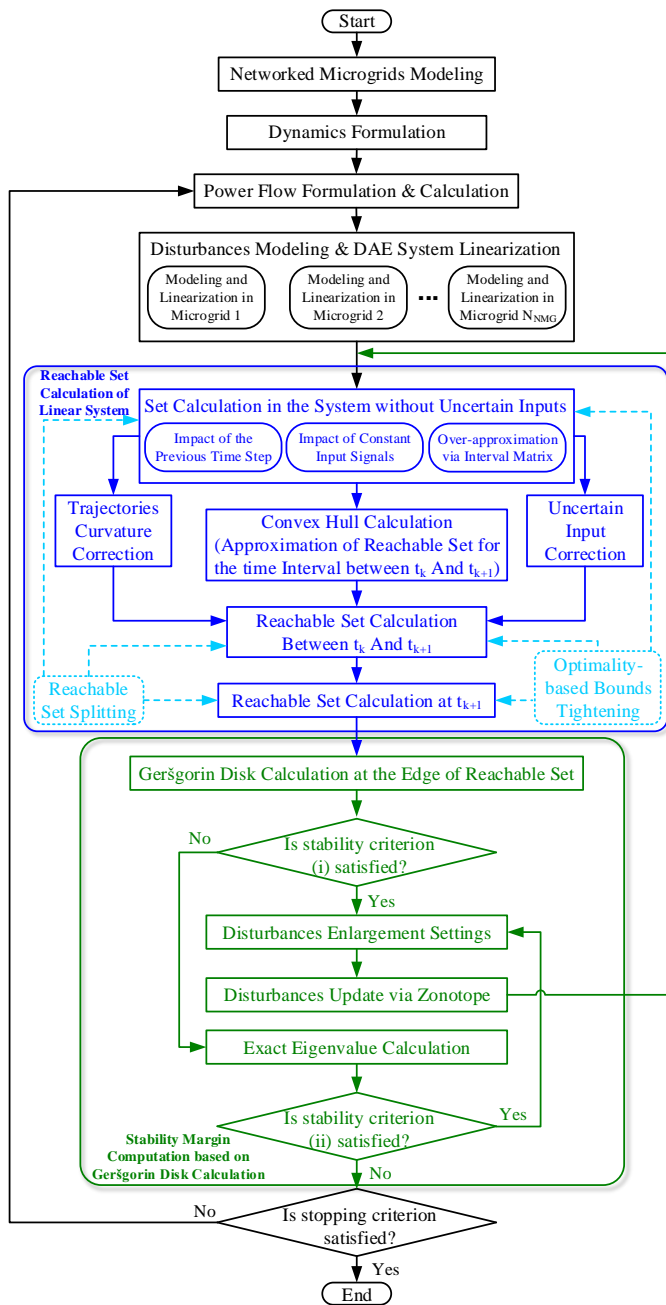 Start
Networked Microgrids Modeling
Dynamics Formulation
Power Flow Formulation & Calculation
Disturbances Modeling & DAE System Linearization
Modeling and
Linearization in
Microgrid 1
Modeling and
Linearization in
Microgrid 2
...
Modeling and
Linearization in
Microgrid NNMG
Reachable Set
Calculation of
Linear System
Set Calculation in the System without Uncertain Inputs
Impact of the
Previous Time Step
Impact of Constant
Input Signals
Over-approximation
via Interval Matrix
Trajectories
Curvature
Correction
Convex Hull Calculation
(Approximation of Reachable Set for
the time Interval between tk And tk+1)
Uncertain
Input
Correction
Reachable Set Calculation
Between tk And tk+1
Reachable
Set Splitting
Optimality-
based Bounds
Tightening
Reachable Set Calculation at tk+1
Geršgorin Disk Calculation at the Edge of Reachable Set
No
Is stability criterion
(i) satisfied?
Yes
Disturbances Enlargement Settings
Disturbances Update via Zonotope
Exact Eigenvalue Calculation
Is stability criterion
(ii) satisfied?
Yes
Stability Margin
Computation based on
Geršgorin Disk Calculation
No
No
Is stopping criterion
satisfied?
Yes
End